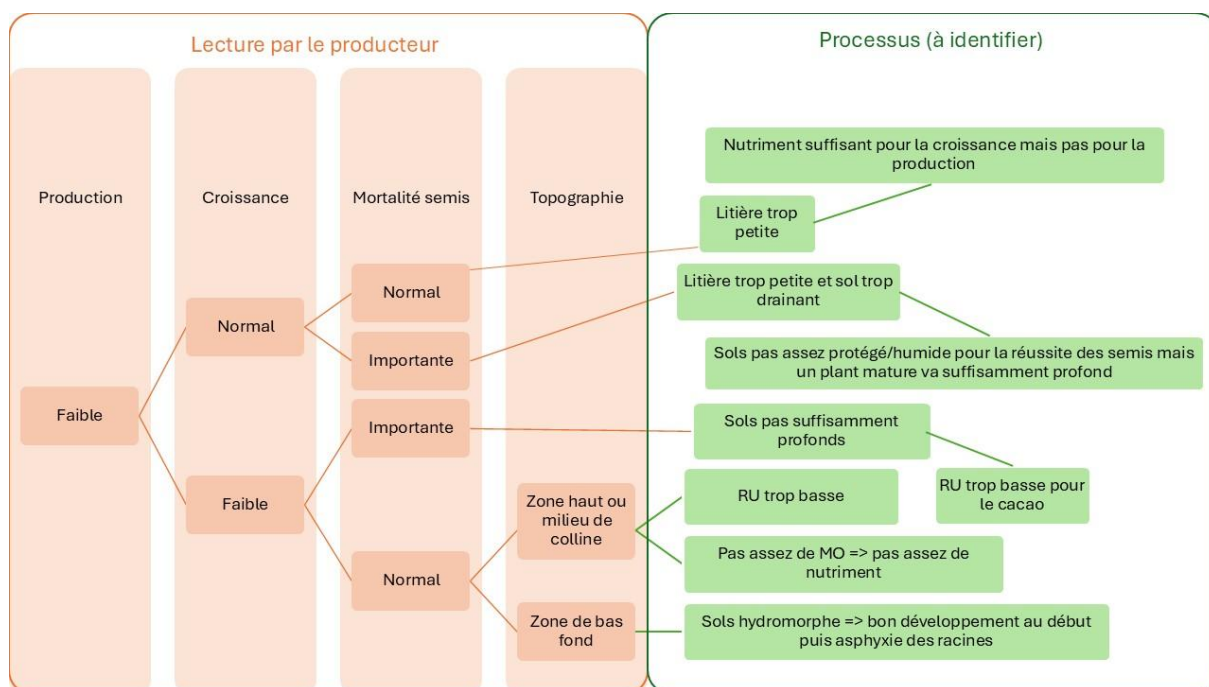 Lecture par le producteur
Processus (à identifier)
Production
Croissance
Mortalité semis
Topographie
Nutriment suffisant pour la croissance mais pas pour la
production
Litière trop
petite
Normal
Litière trop petite et sol trop
drainant
Normal
Importante
Sols pas assez protégé/humide pour la réussite des semis mais
un plant mature va suffisamment profond
Faible
Importante
Sols pas suffisamment
profonds
Faible
Zone haut ou
milieu de
colline
RU trop basse
RU trop basse pour
le cacao
Normal
Pas assez de MO => pas assez de
nutriment
Zone de bas
fond
Sols hydromorphe => bon développement au début
puis asphyxie des racines